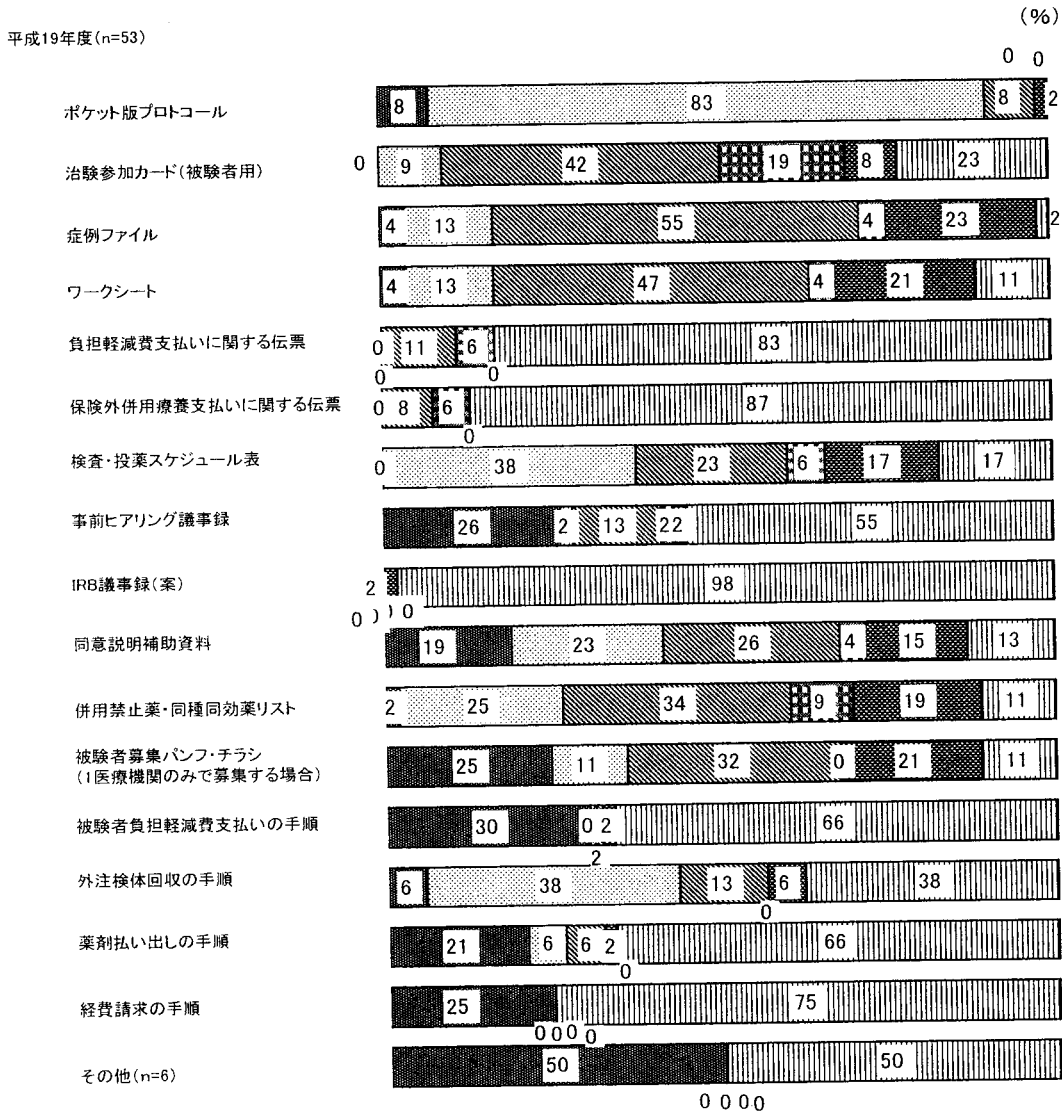 (%)
平成19年度(n=53)
0 0
ポケット版プロトコール 8 83 8 2
治験参加カード(被験者用) 0 9 42 19 8 23
症例ファイル 4 13 55 4 23 2
ワークシート 4 13 47 4 21 11
負担軽減費支払いに関する伝票 0 11 6 83
0 0
保険外併用療養支払いに関する伝票 0 8 6 87
0
検査・投薬スケジュール表 0 38 23 6 17 17
事前ヒアリング議事録 26 2 13 22 55
IRB議事録(案) 2 98
0 0 0 0
同意説明補助資料 19 23 26 4 15 13
併用禁止薬・同種同効薬リスト 2 25 34 9 19 11
被験者募集パンフ・チラシ
(1医療機関のみで募集する場合) 25 11 32 0 21 11
被験者負担軽減費支払いの手順 30 0 2 66
2
外注検体回収の手順 6 38 13 6 38
0
薬剤払い出しの手順 21 6 6 2 66
0
経費請求の手順 25 75
0 0 0 0
その他(n=6) 50 50
0 0 0 0